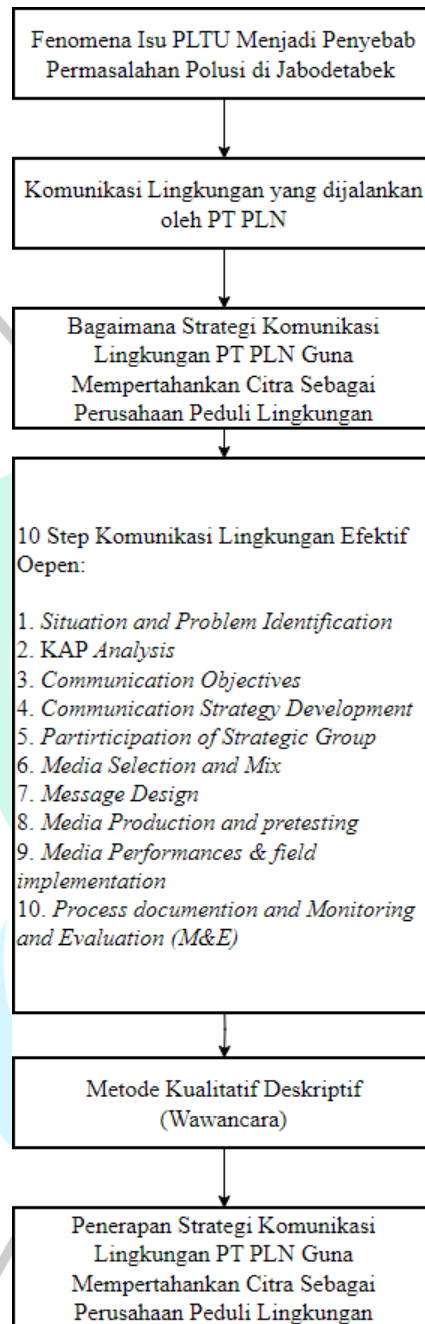 Fenomena Isu PLTU Menjadi Penyebab
Permasalahan Polusi di Jabodetabek
Komunikasi Lingkungan yang dijalankan
oleh PT PLN
Bagaimana Strategi Komunikasi
Lingkungan PT PLN Guna
Mempertahankan Citra Sebagai
Perusahaan Peduli Lingkungan
10 Step Komunikasi Lingkungan Efektif
Oepen:
1. Situation and Problem Identification
2. KAP Analysis
3. Communication Objectives
4. Communication Strategy Development
5. Partirticipation of Strategic Group
6. Media Selection and Mix
7. Message Design
8. Media Production and pretesting
9. Media Performances & field
implementation
10. Process documention and Monitoring
and Evaluation (M&E)
Metode Kualitatif Deskriptif
(Wawancara)
Penerapan Strategi Komunikasi
Lingkungan PT PLN Guna
Mempertahankan Citra Sebagai
Perusahaan Peduli Lingkungan